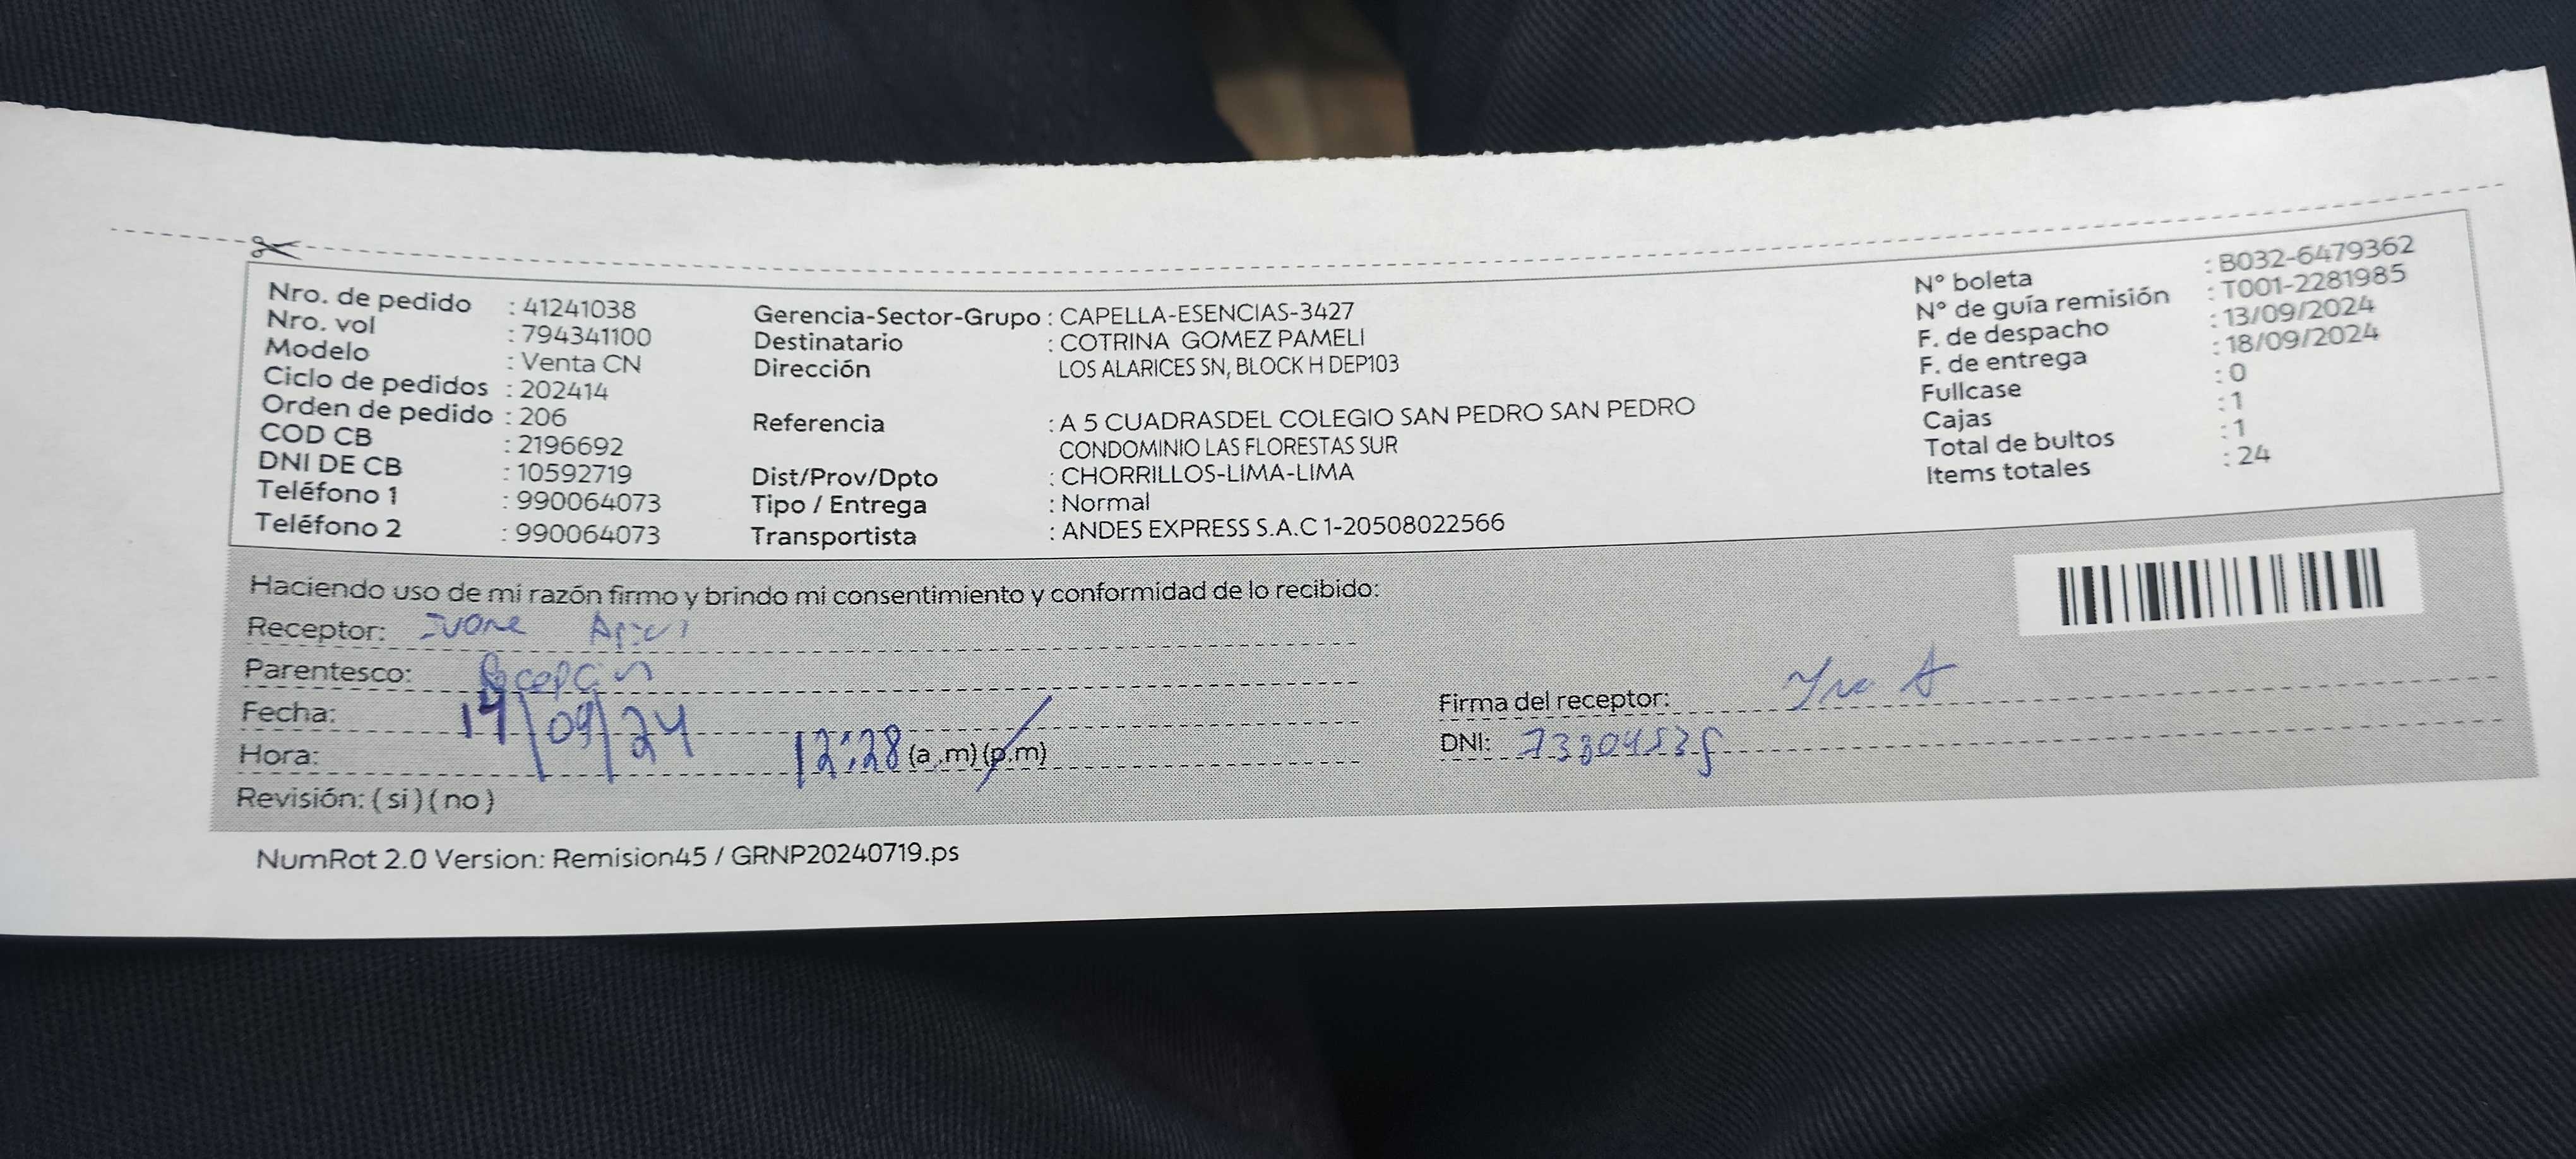 Nro. de pedido : 41241038
Nro. vol : 794341100
Modelo : Venta CN
Ciclo de pedidos : 202414
Orden de pedido : 206
COD CB : 2196692
DNI DE CB : 10592719
Teléfono 1 : 990064073
Teléfono 2 : 990064073
Gerencia-Sector-Grupo : CAPELLA-ESENCIAS-3427
Destinatario : COTRINA GOMEZ PAMELI
Dirección LOS ALARICES SN, BLOCK H DEP103
Referencia : A 5 CUADRASDEL COLEGIO SAN PEDRO SAN PEDRO
CONDOMINIO LAS FLORESTAS SUR
Dist/Prov/Dpto : CHORRILLOS-LIMA-LIMA
Tipo / Entrega : Normal
Transportista : ANDES EXPRESS S.A.C 1-20508022566
N° boleta : B032-6479362
N° de guía remisión : T001-2281985
F. de despacho : 13/09/2024
F. de entrega : 18/09/2024
Fullcase : 0
Cajas : 1
Total de bultos : 1
Items totales : 24
Haciendo uso de mi razón firmo y brindo mi consentimiento y conformidad de lo recibido:
Receptor: Ivone
Parentesco:
Fecha: /09/24
Hora: 12:28 (a.m) (p.m)
Revisión: ( si ) ( no )
Firma del receptor:
DNI:
NumRot 2.0 Version: Remision45 / GRNP20240719.ps